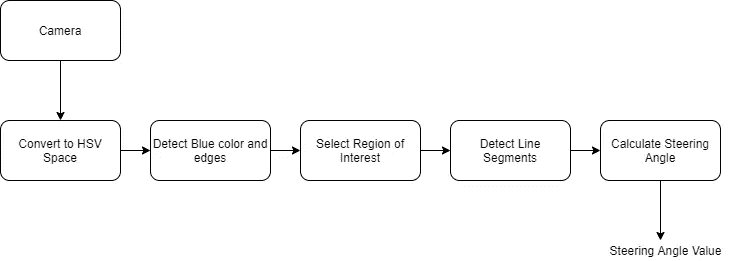 Camera
Convert to HSV
Space
Detect Blue color and
edges
Select Region of
Interest
Detect Line
Segments
Calculate Steering
Angle
Steering Angle Value